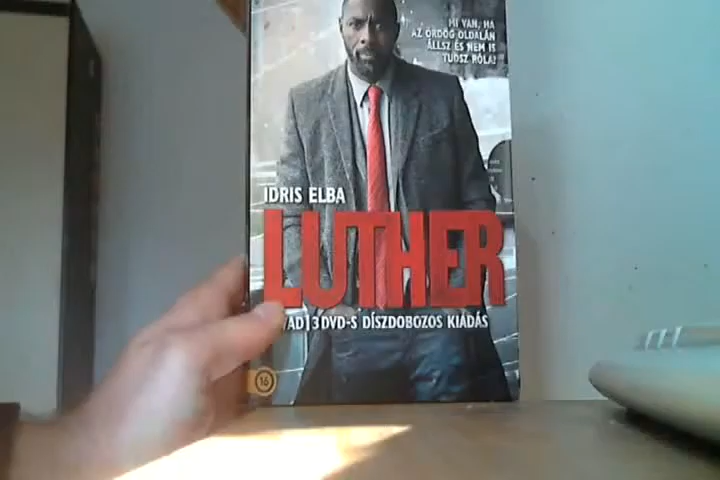 MI VAN, HA
AZ ÖRDÖG OLDALÁN
ÁLLSZ ÉS NEM IS
TUDSZ RÓLA?
IDRIS ELBA
LUTHER
VAD | 3 DVD-S DÍSZDOBOZOS KIADÁS
16